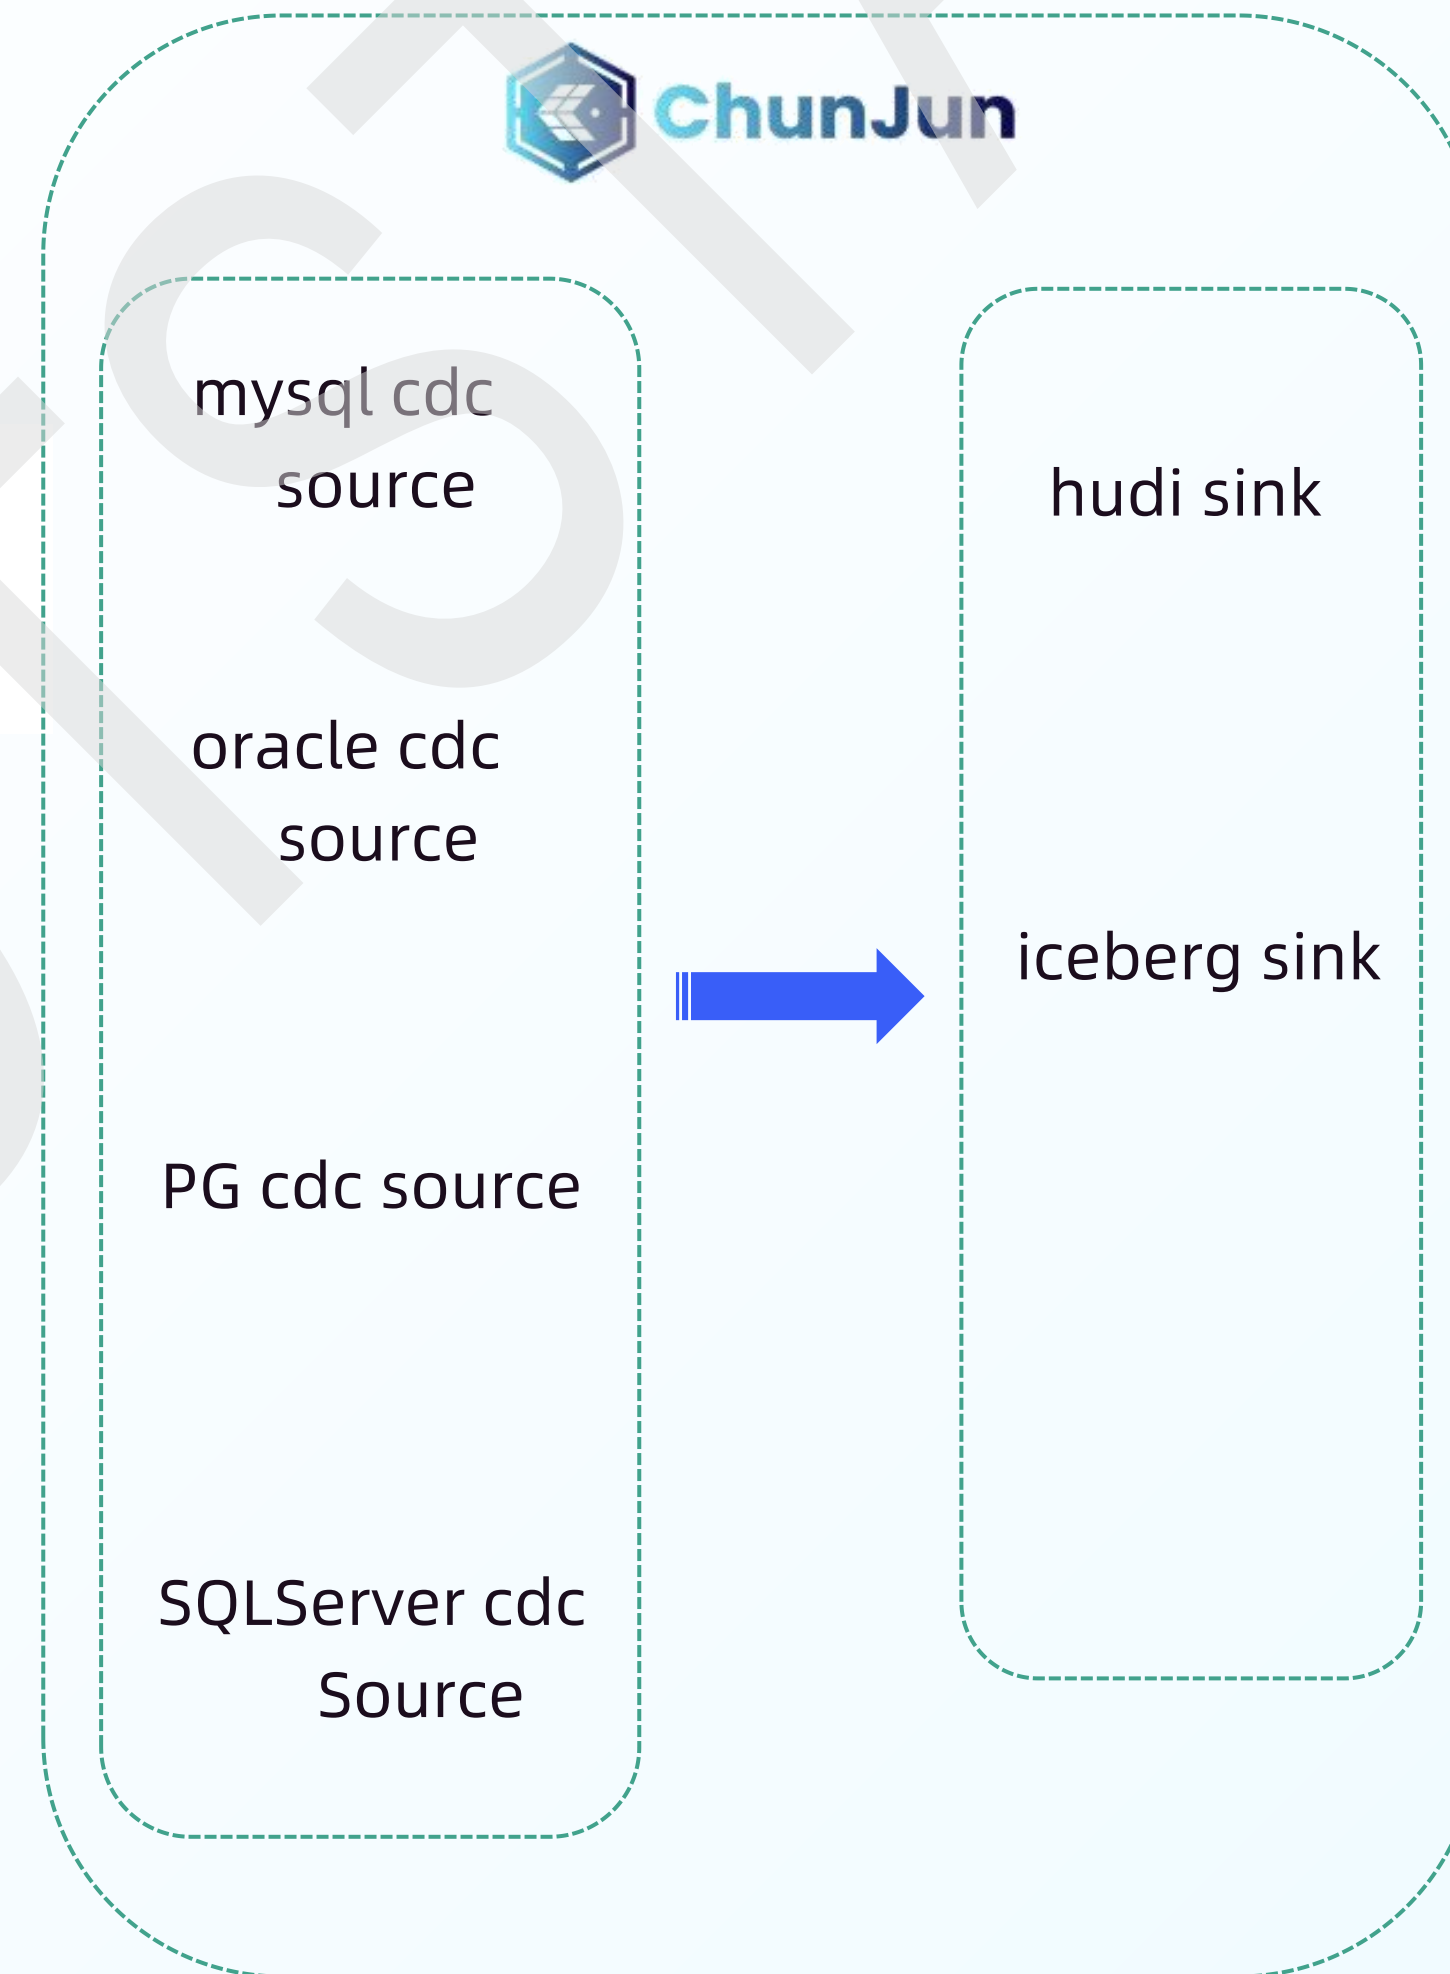 ChunJun
mysql cdc
source
oracle cdc
source
PG cdc source
SQLServer cdc
Source
hudi sink
iceberg sink